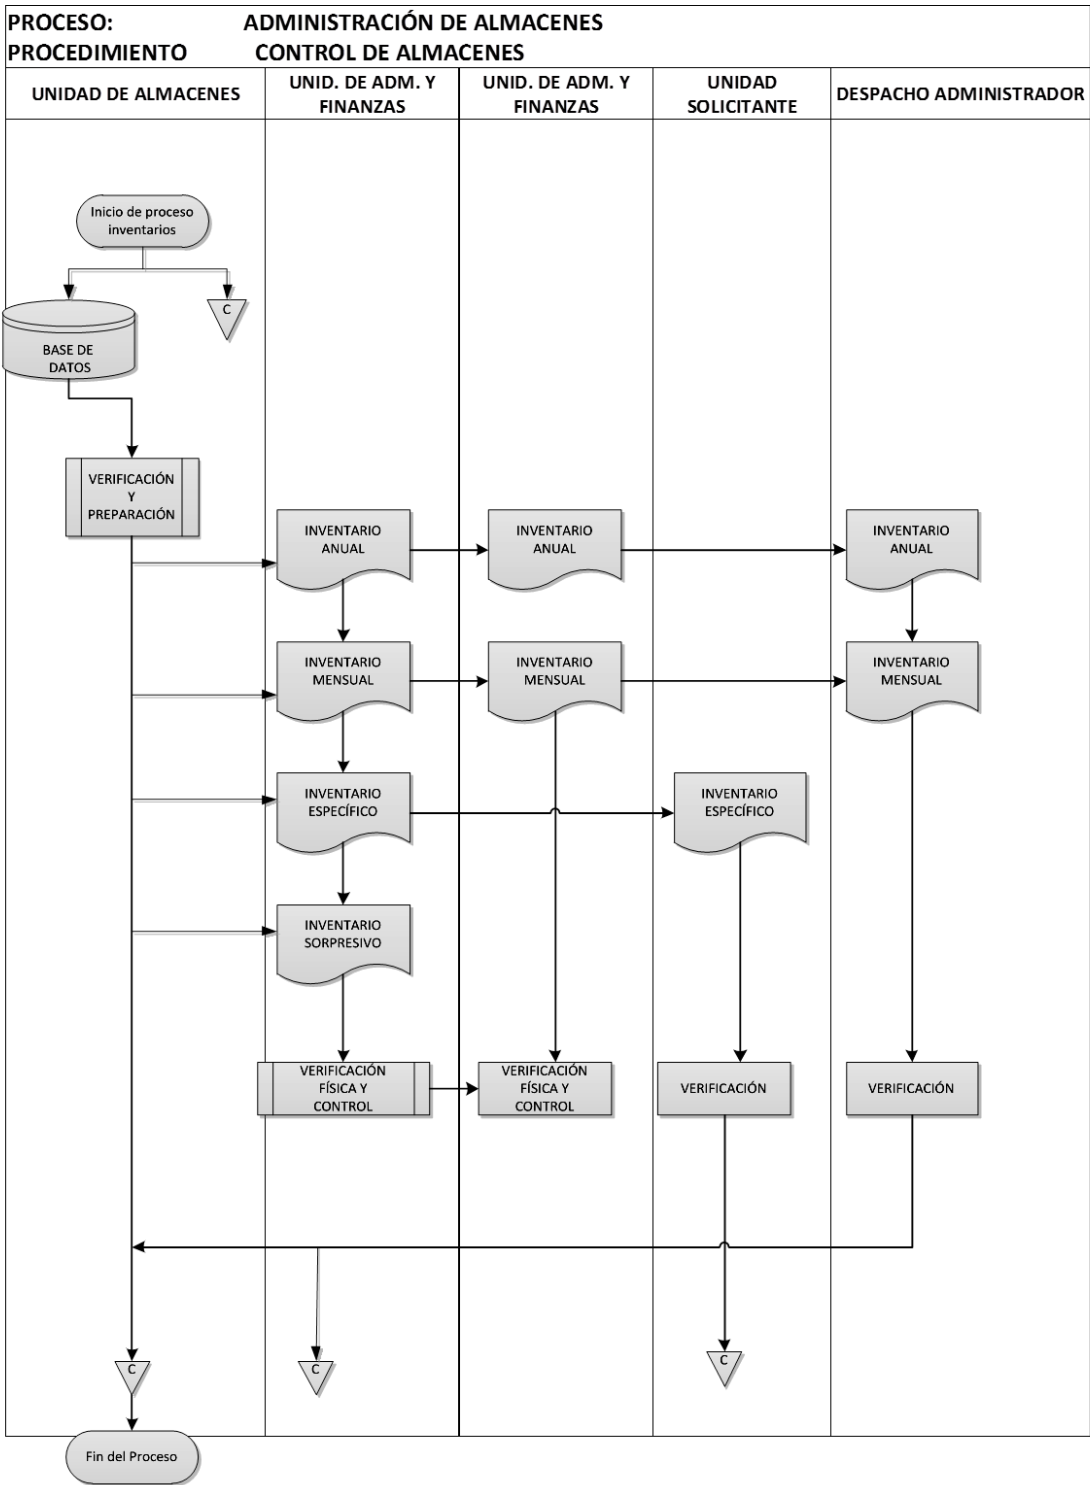 PROCESO: ADMINISTRACIÓN DE ALMACENES
PROCEDIMIENTO CONTROL DE ALMACENES
UNIDAD DE ALMACENES
UNID. DE ADM. Y
FINANZAS
UNID. DE ADM. Y
FINANZAS
UNIDAD
SOLICITANTE
DESPACHO ADMINISTRADOR
Inicio de proceso
inventarios
C
BASE DE
DATOS
VERIFICACIÓN
Y
PREPARACIÓN
INVENTARIO
ANUAL
INVENTARIO
ANUAL
INVENTARIO
ANUAL
INVENTARIO
MENSUAL
INVENTARIO
MENSUAL
INVENTARIO
MENSUAL
INVENTARIO
ESPECÍFICO
INVENTARIO
ESPECÍFICO
INVENTARIO
SORPRESIVO
VERIFICACIÓN
FÍSICA Y
CONTROL
VERIFICACIÓN
FÍSICA Y
CONTROL
VERIFICACIÓN
VERIFICACIÓN
C
C
C
Fin del Proceso